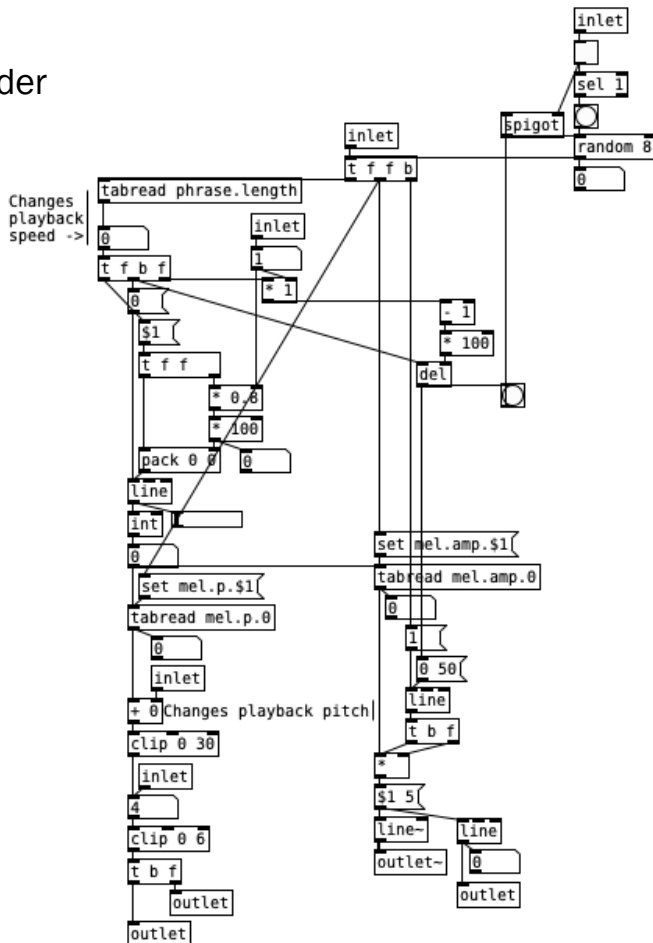 der
inlet
sel 1
spigot
random 8
0
inlet
t f f b
tabread phrase.length
Changes
playback
speed ->
0
inlet
1
t f b f
* 1
0
- 1
$1
* 100
t f f
del
* 0.8
* 100
pack 0 0
0
line
int
0
set mel.amp.$1
tabread mel.amp.0
set mel.p.$1
0
tabread mel.p.0
1
0
0 50
inlet
line
+ 0
Changes playback pitch
t b f
clip 0 30
*
inlet
$1 5
4
line~
line
clip 0 6
outlet~
0
t b f
outlet
outlet
outlet